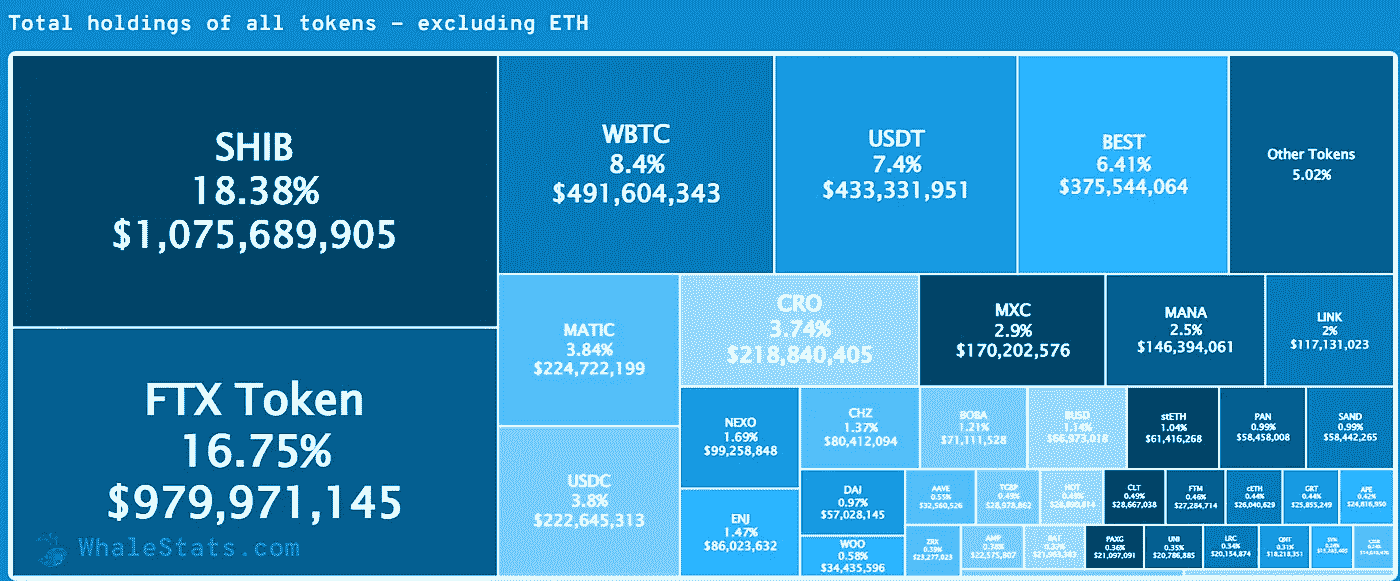 Total holdings of all tokens – excluding ETH
SHIB
18.38%
$1,075,689,905
FTX Token
16.75%
$979,971,145
WhaleStats.com
WBTC
8.4%
$491,604,343
USDT
7.4%
$433,331,951
BEST
6.41%
$375,544,064
Other Tokens
5.02%
MATIC
3.84%
$224,722,199
USDC
3.8%
$222,645,313
CRO
3.74%
$218,840,405
MXC
2.9%
$170,202,576
MANA
2.5%
$146,394,061
LINK
2%
$117,131,023
NEXO
1.69%
$99,258,848
ENJ
1.47%
$86,023,632
CHZ
1.37%
$80,412,094
BOBA
1.21%
$71,111,528
BUSD
1.14%
$66,973,018
stETH
1.04%
$61,416,268
PAN
0.99%
$58,458,008
SAND
0.99%
$58,442,265
DAI
0.97%
$57,028,145
WOO
0.58%
$34,435,596
AAVE
0.55%
$32,560,526
TGBP
0.49%
$28,978,862
HOT
0.49%
CLT
0.49%
$28,667,038
FTM
0.46%
$27,284,714
cETH
0.44%
$26,040,629
GRT
0.44%
$25,855,249
APE
0.42%
$24,816,950
ZRX
0.39%
$23,277,023
AMP
0.38%
$22,575,807
BAT
0.37%
PAXG
0.36%
$21,097,091
UNI
0.35%
$20,786,885
LRC
0.34%
$20,154,874
QNT
0.31%
$18,218,351